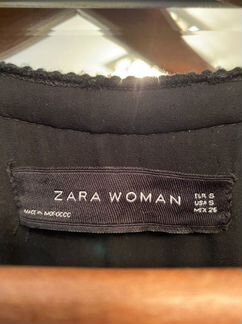 ZARA WOMAN
MADE IN MOROCCO
EUR S
USA S
MEX 26